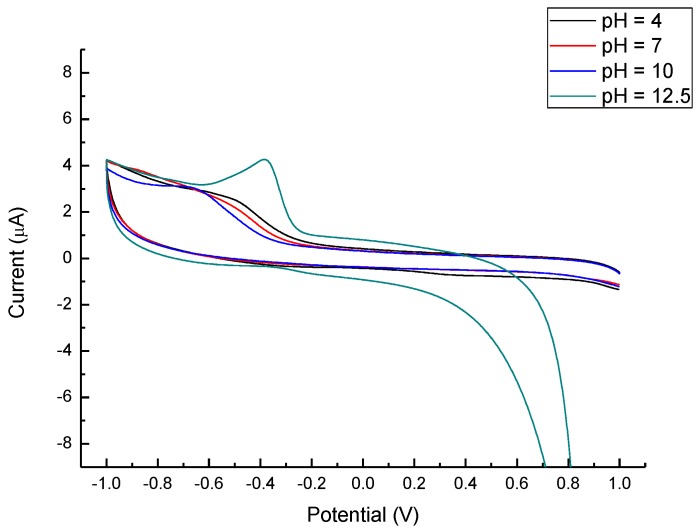 pH = 4
pH = 7
pH = 10
pH = 12.5
8
6
4
2
0
-2
-4
-6
-8
Current (μA)
-1.0 -0.8 -0.6 -0.4 -0.2 0.0 0.2 0.4 0.6 0.8 1.0
Potential (V)